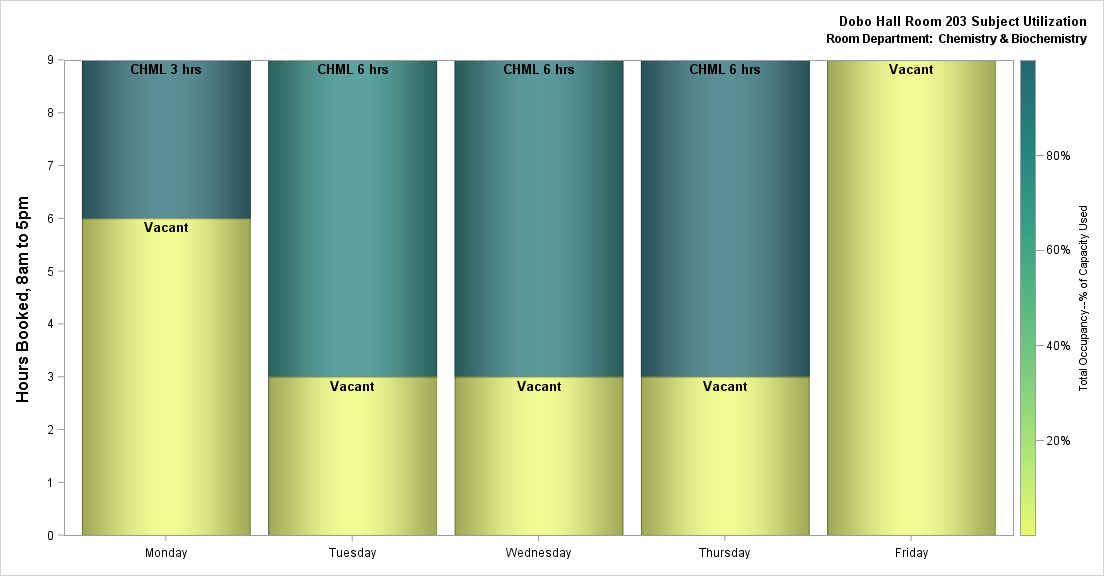 Dobo Hall Room 203 Subject Utilization
Room Department: Chemistry & Biochemistry
Hours Booked, 8am to 5pm
9
8
7
6
5
4
3
2
1
0
CHML 3 hrs
CHML 6 hrs
CHML 6 hrs
CHML 6 hrs
Vacant
Vacant
Vacant
Vacant
Vacant
Monday
Tuesday
Wednesday
Thursday
Friday
80%
60%
40%
20%
Total Occupancy--% of Capacity Used